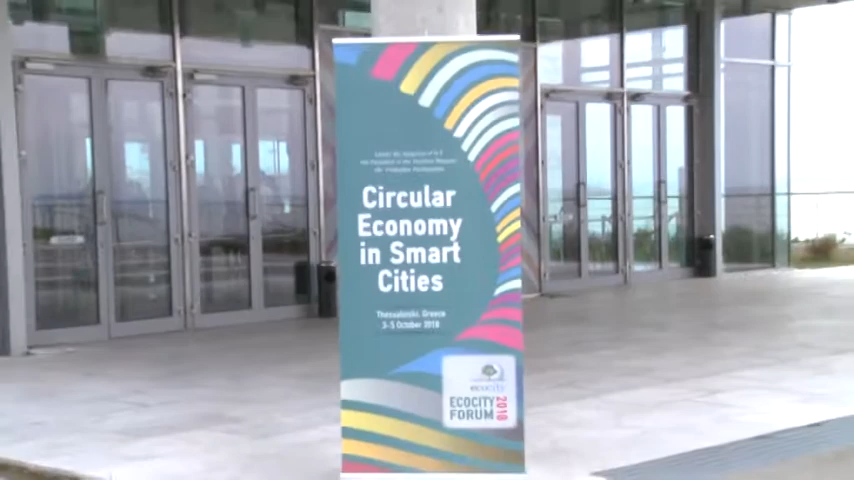 Circular
Economy
in Smart
Cities
Thessaloniki, Greece
3-5 October 2018
ecocity
ECOCITY
FORUM
2018